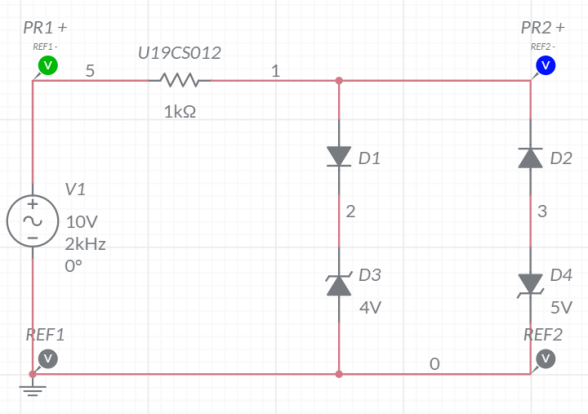 PR1 +
REF1 -
PR2 +
REF2 -
U19CS012
5
1
1kΩ
V
V
D1
D2
V1
10V
2kHz
0°
2
3
D3
4V
D4
5V
REF1
REF2
V
V
0